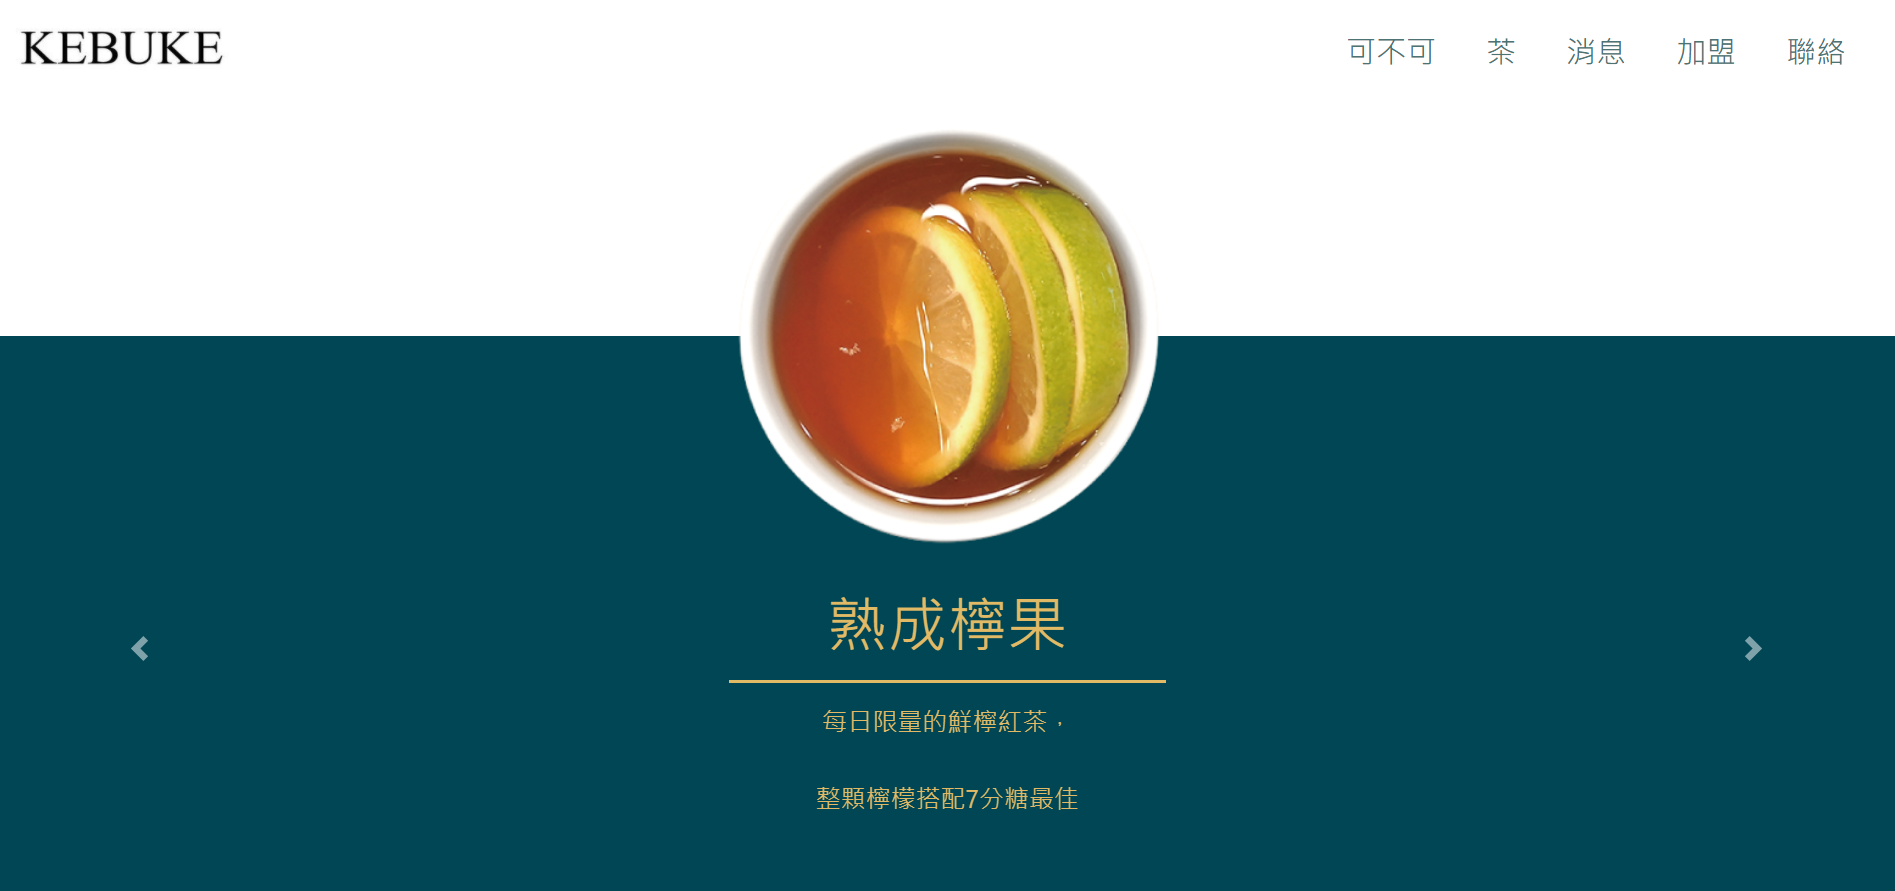 KEBUKE
可不可 茶 消息 加盟 聯絡
熟成檸果
每日限量的鮮檸紅茶，
整顆檸檬搭配7分糖最佳